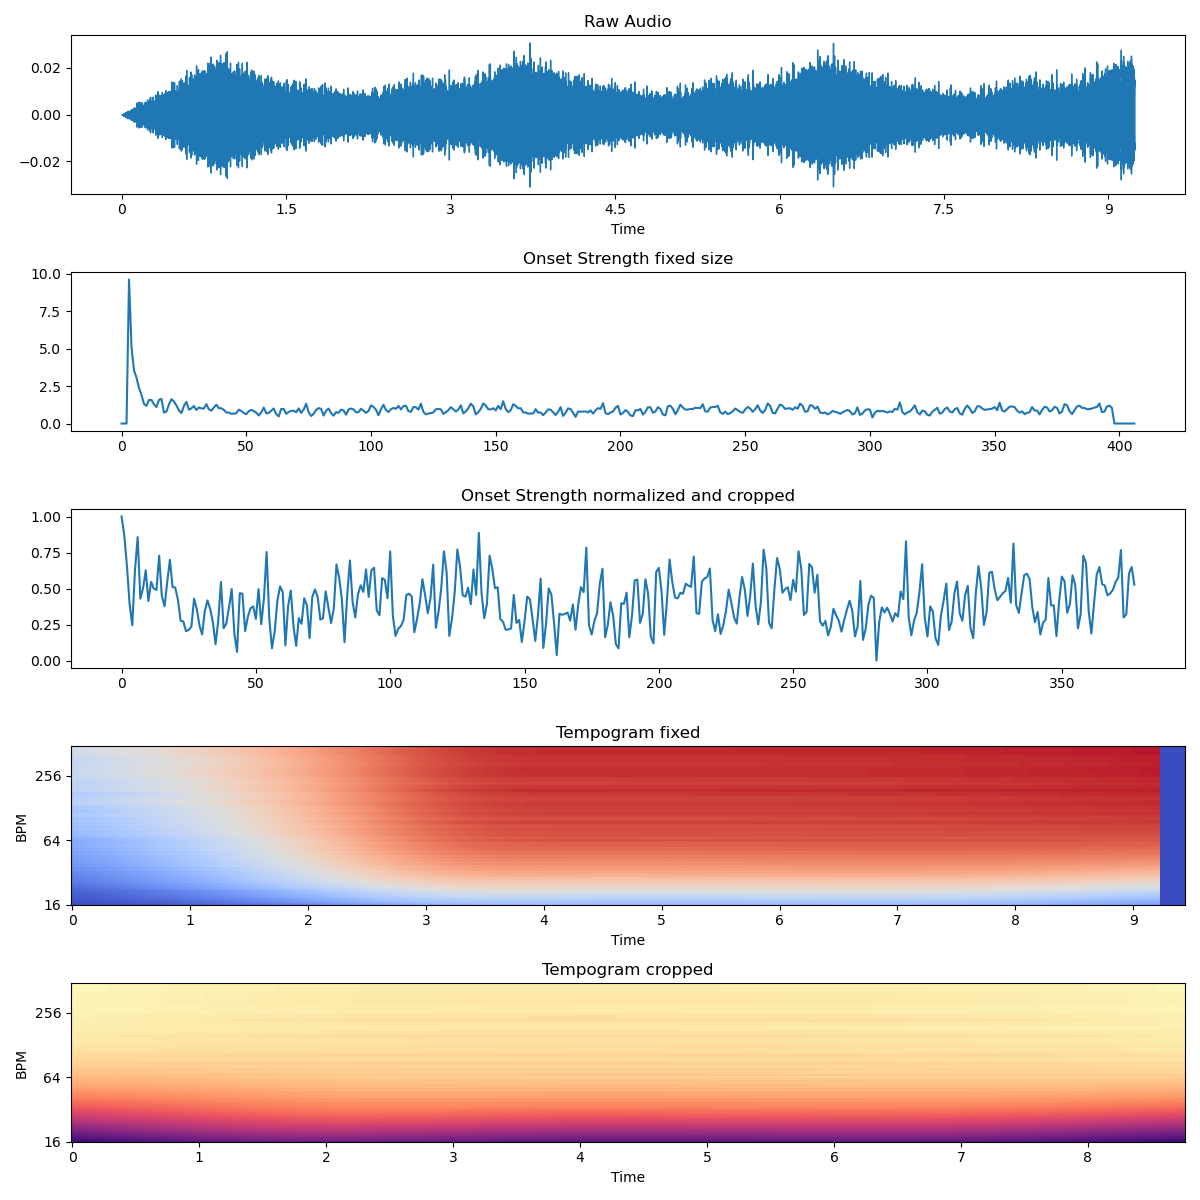 Raw Audio
0.02
0.00
−0.02
0 1.5 3 4.5 6 7.5 9
Time
Onset Strength fixed size
10.0
7.5
5.0
2.5
0.0
0 50 100 150 200 250 300 350 400
Onset Strength normalized and cropped
1.00
0.75
0.50
0.25
0.00
0 50 100 150 200 250 300 350
Tempogram fixed
256
64
16
BPM
0 1 2 3 4 5 6 7 8 9
Time
Tempogram cropped
256
64
16
BPM
0 1 2 3 4 5 6 7 8
Time